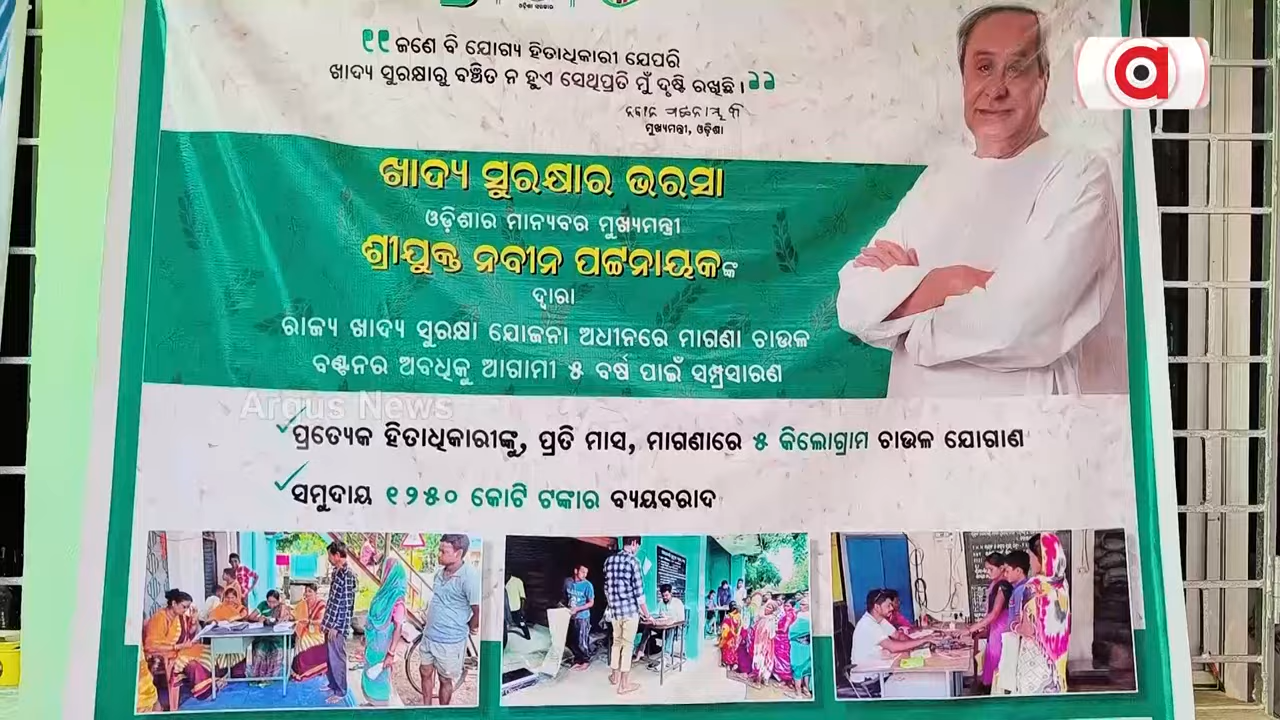 ଓଡ଼ିଶା ସରକାର
ଜଣେ ବି ଯୋଗ୍ୟ ହିତାଧିକାରୀ ଯେପରି
ଖାଦ୍ୟ ସୁରକ୍ଷାରୁ ବଞ୍ଚିତ ନ ହୁଏ ସେଥିପ୍ରତି ମୁଁ ଦୃଷ୍ଟି ରଖିଛି ।
ମୁଖ୍ୟମନ୍ତ୍ରୀ, ଓଡ଼ିଶା
ଖାଦ୍ୟ ସୁରକ୍ଷାର ଭରସା
ଓଡ଼ିଶାର ମାନ୍ୟବର ମୁଖ୍ୟମନ୍ତ୍ରୀ
ଶ୍ରୀଯୁକ୍ତ ନବୀନ ପଟ୍ଟନାୟକଙ୍କ
ଦ୍ୱାରା
ରାଜ୍ୟ ଖାଦ୍ୟ ସୁରକ୍ଷା ଯୋଜନା ଅଧୀନରେ ମାଗଣା ଚାଉଳ
ବଣ୍ଟନର ଅବଧିକୁ ଆଗାମୀ ୫ ବର୍ଷ ପାଇଁ ସମ୍ପ୍ରସାରଣ
Argus News
ପ୍ରତ୍ୟେକ ହିତାଧିକାରୀଙ୍କୁ, ପ୍ରତି ମାସ, ମାଗଣାରେ ୫ କିଲୋଗ୍ରାମ ଚାଉଳ ଯୋଗାଣ
ସମୁଦାୟ ୧୨୫୦ କୋଟି ଟଙ୍କାର ବ୍ୟୟବରାଦ